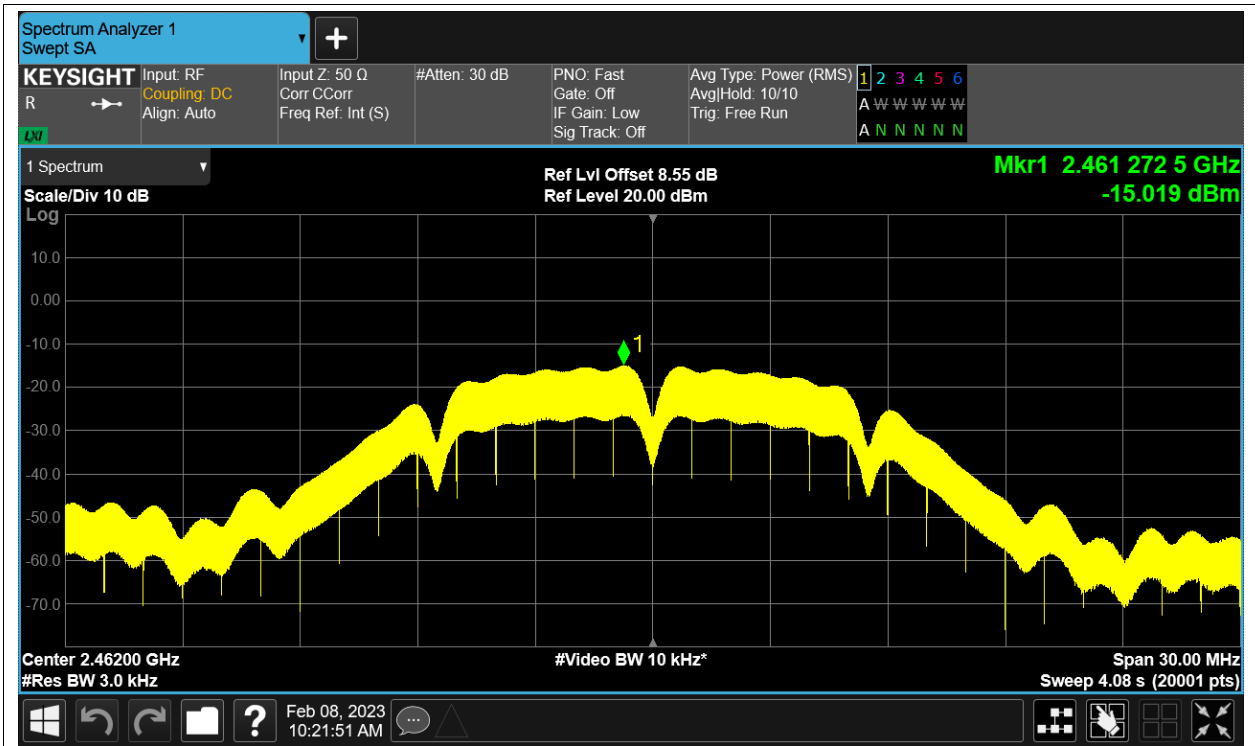 Spectrum Analyzer 1
Swept SA
+
KEYSIGHT
R
LXI
Input: RF
Coupling: DC
Align: Auto
Input Z: 50 Ω
Corr CCorr
Freq Ref: Int (S)
#Atten: 30 dB
PNO: Fast
Gate: Off
IF Gain: Low
Sig Track: Off
Avg Type: Power (RMS)
Avg|Hold: 10/10
Trig: Free Run
1 2 3 4 5 6
A W W W W W
A N N N N N
1 Spectrum
Scale/Div 10 dB
Log
Ref Lvl Offset 8.55 dB
Ref Level 20.00 dBm
Mkr1 2.461 272 5 GHz
-15.019 dBm
10.0
0.00
-10.0
-20.0
-30.0
-40.0
-50.0
-60.0
-70.0
1
Center 2.46200 GHz
#Res BW 3.0 kHz
#Video BW 10 kHz*
Span 30.00 MHz
Sweep 4.08 s (20001 pts)
?
Feb 08, 2023
10:21:51 AM